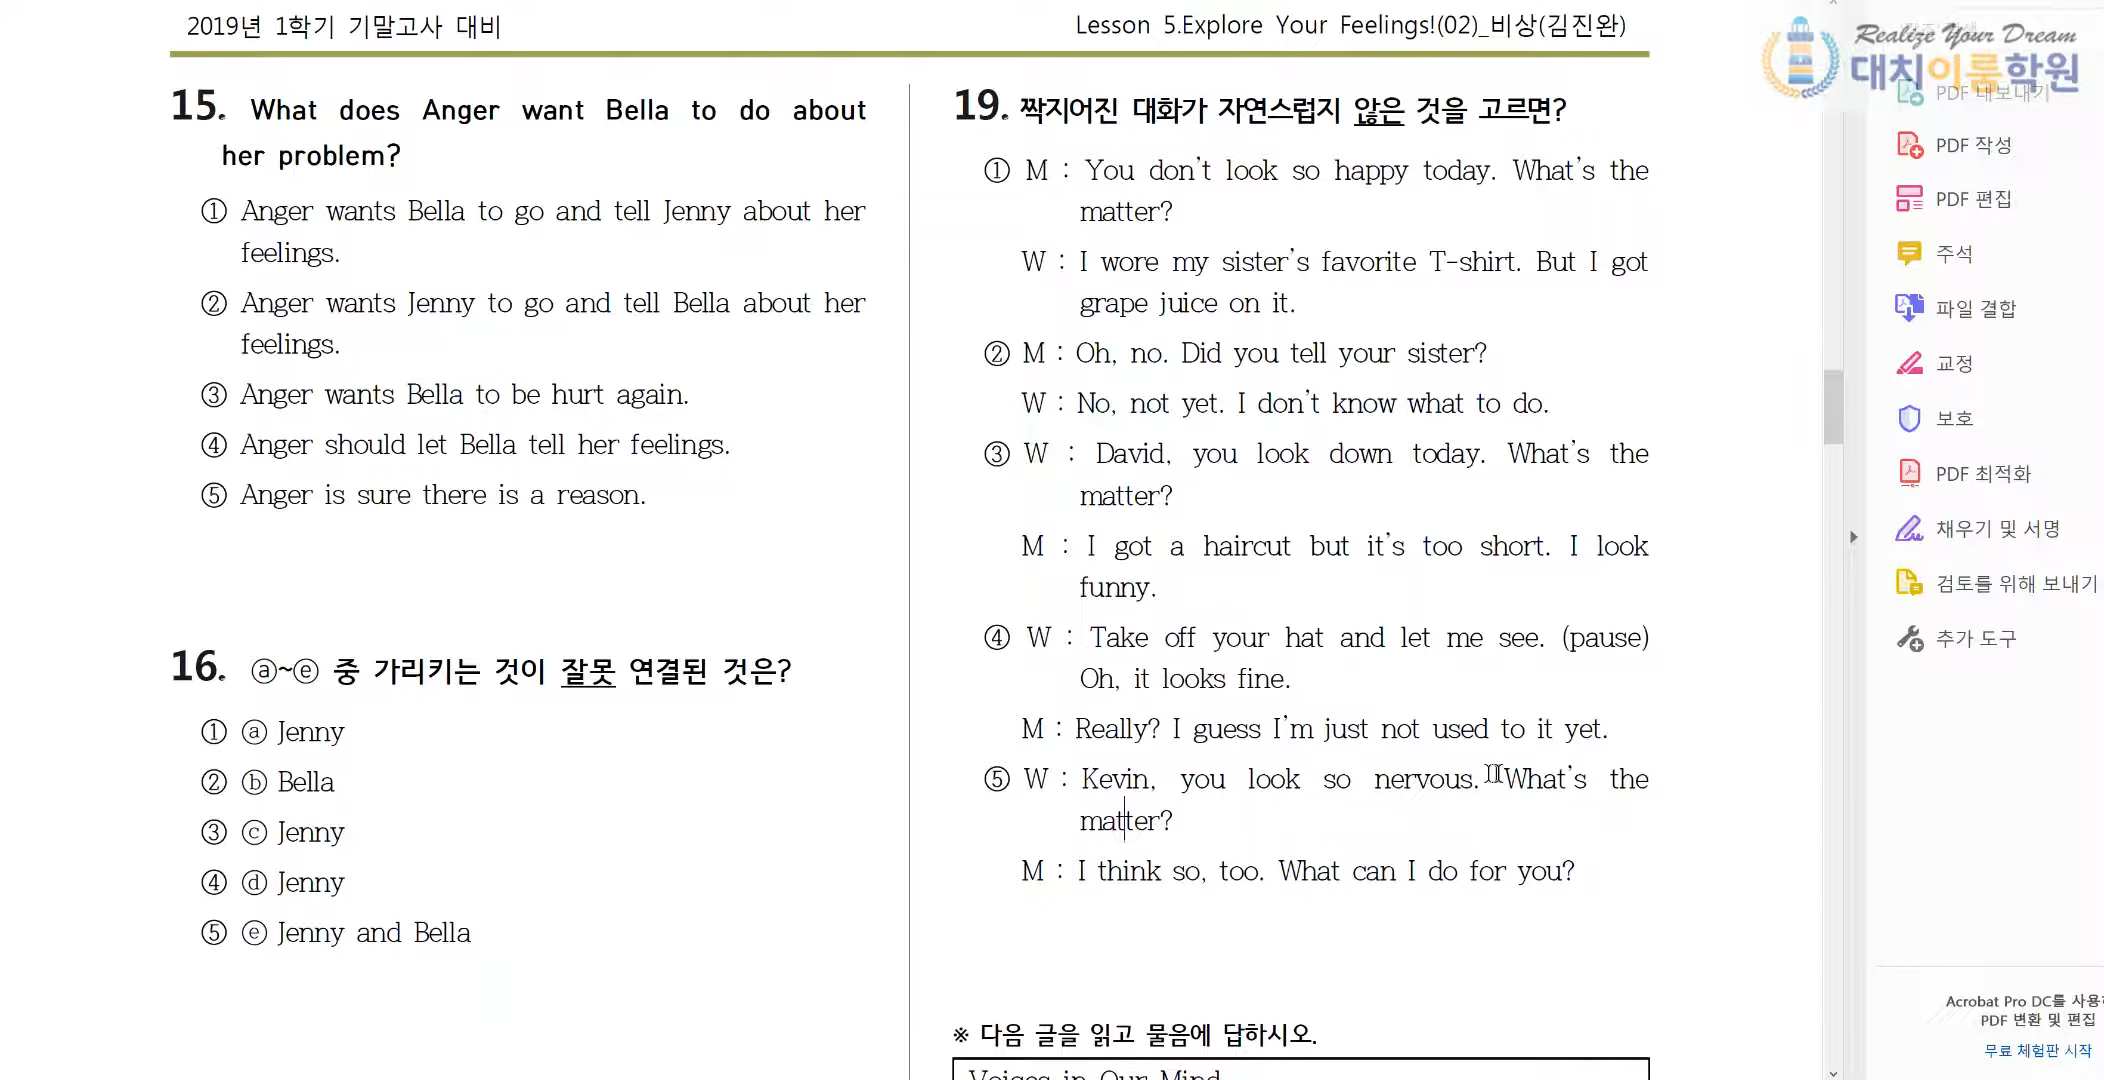 2019년 1학기 기말고사 대비
Lesson 5.Explore Your Feelings!(02)_비상(김진완)
15. What does Anger want Bella to do about
her problem?
① Anger wants Bella to go and tell Jenny about her
feelings.
② Anger wants Jenny to go and tell Bella about her
feelings.
③ Anger wants Bella to be hurt again.
④ Anger should let Bella tell her feelings.
⑤ Anger is sure there is a reason.
16. ⓐ~ⓔ 중 가리키는 것이 잘못 연결된 것은?
① ⓐ Jenny
② ⓑ Bella
③ ⓒ Jenny
④ ⓓ Jenny
⑤ ⓔ Jenny and Bella
19. 짝지어진 대화가 자연스럽지 않은 것을 고르면?
① M : You don't look so happy today. What's the
matter?
W : I wore my sister's favorite T-shirt. But I got
grape juice on it.
② M : Oh, no. Did you tell your sister?
W : No, not yet. I don't know what to do.
③ W : David, you look down today. What's the
matter?
M : I got a haircut but it's too short. I look
funny.
④ W : Take off your hat and let me see. (pause)
Oh, it looks fine.
M : Really? I guess I'm just not used to it yet.
⑤ W : Kevin, you look so nervous. What's the
matter?
M : I think so, too. What can I do for you?
※ 다음 글을 읽고 물음에 답하시오.
Voices in Our Mind
Realize Your Dream
대치이룸학원
PDF 내보내기
PDF 작성
PDF 편집
주석
파일 결합
교정
보호
PDF 최적화
채우기 및 서명
검토를 위해 보내기
추가 도구
Acrobat Pro DC를 사용
PDF 변환 및 편집
무료 체험판 시작